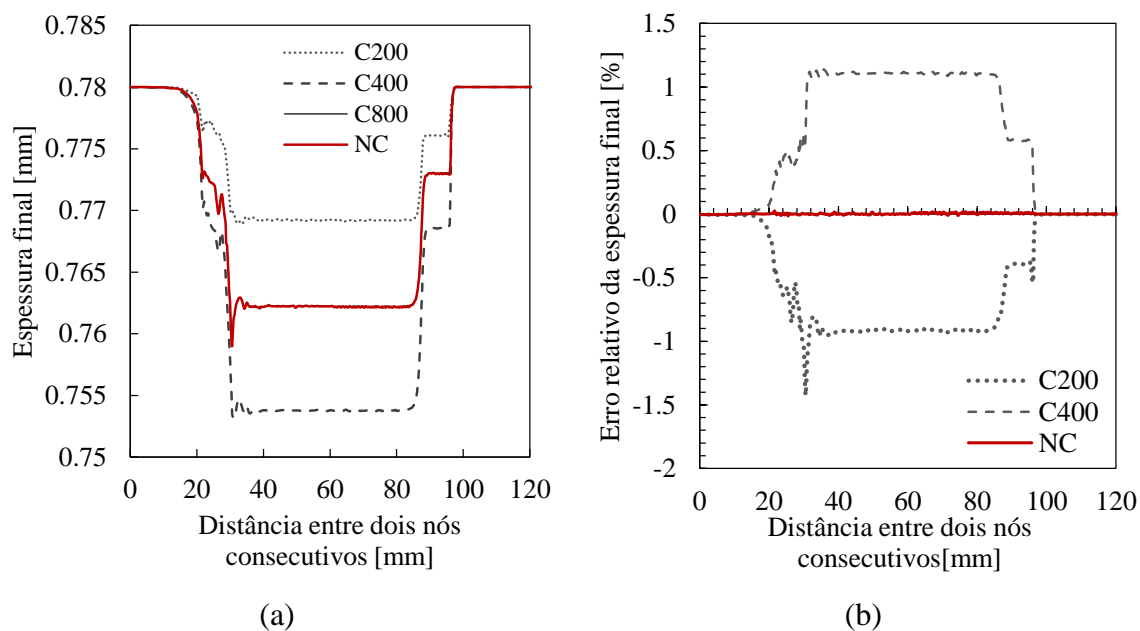 0.785
0.78
0.775
0.77
0.765
0.76
0.755
0.75
Espessura final [mm]
C200
C400
C800
NC
0 20 40 60 80 100 120
Distância entre dois nós
consecutivos [mm]
(a)
1.5
1
0.5
0
-0.5
-1
-1.5
-2
Erro relativo da espessura final [%]
C200
C400
NC
0 20 40 60 80 100 120
Distância entre dois nós
consecutivos[mm]
(b)